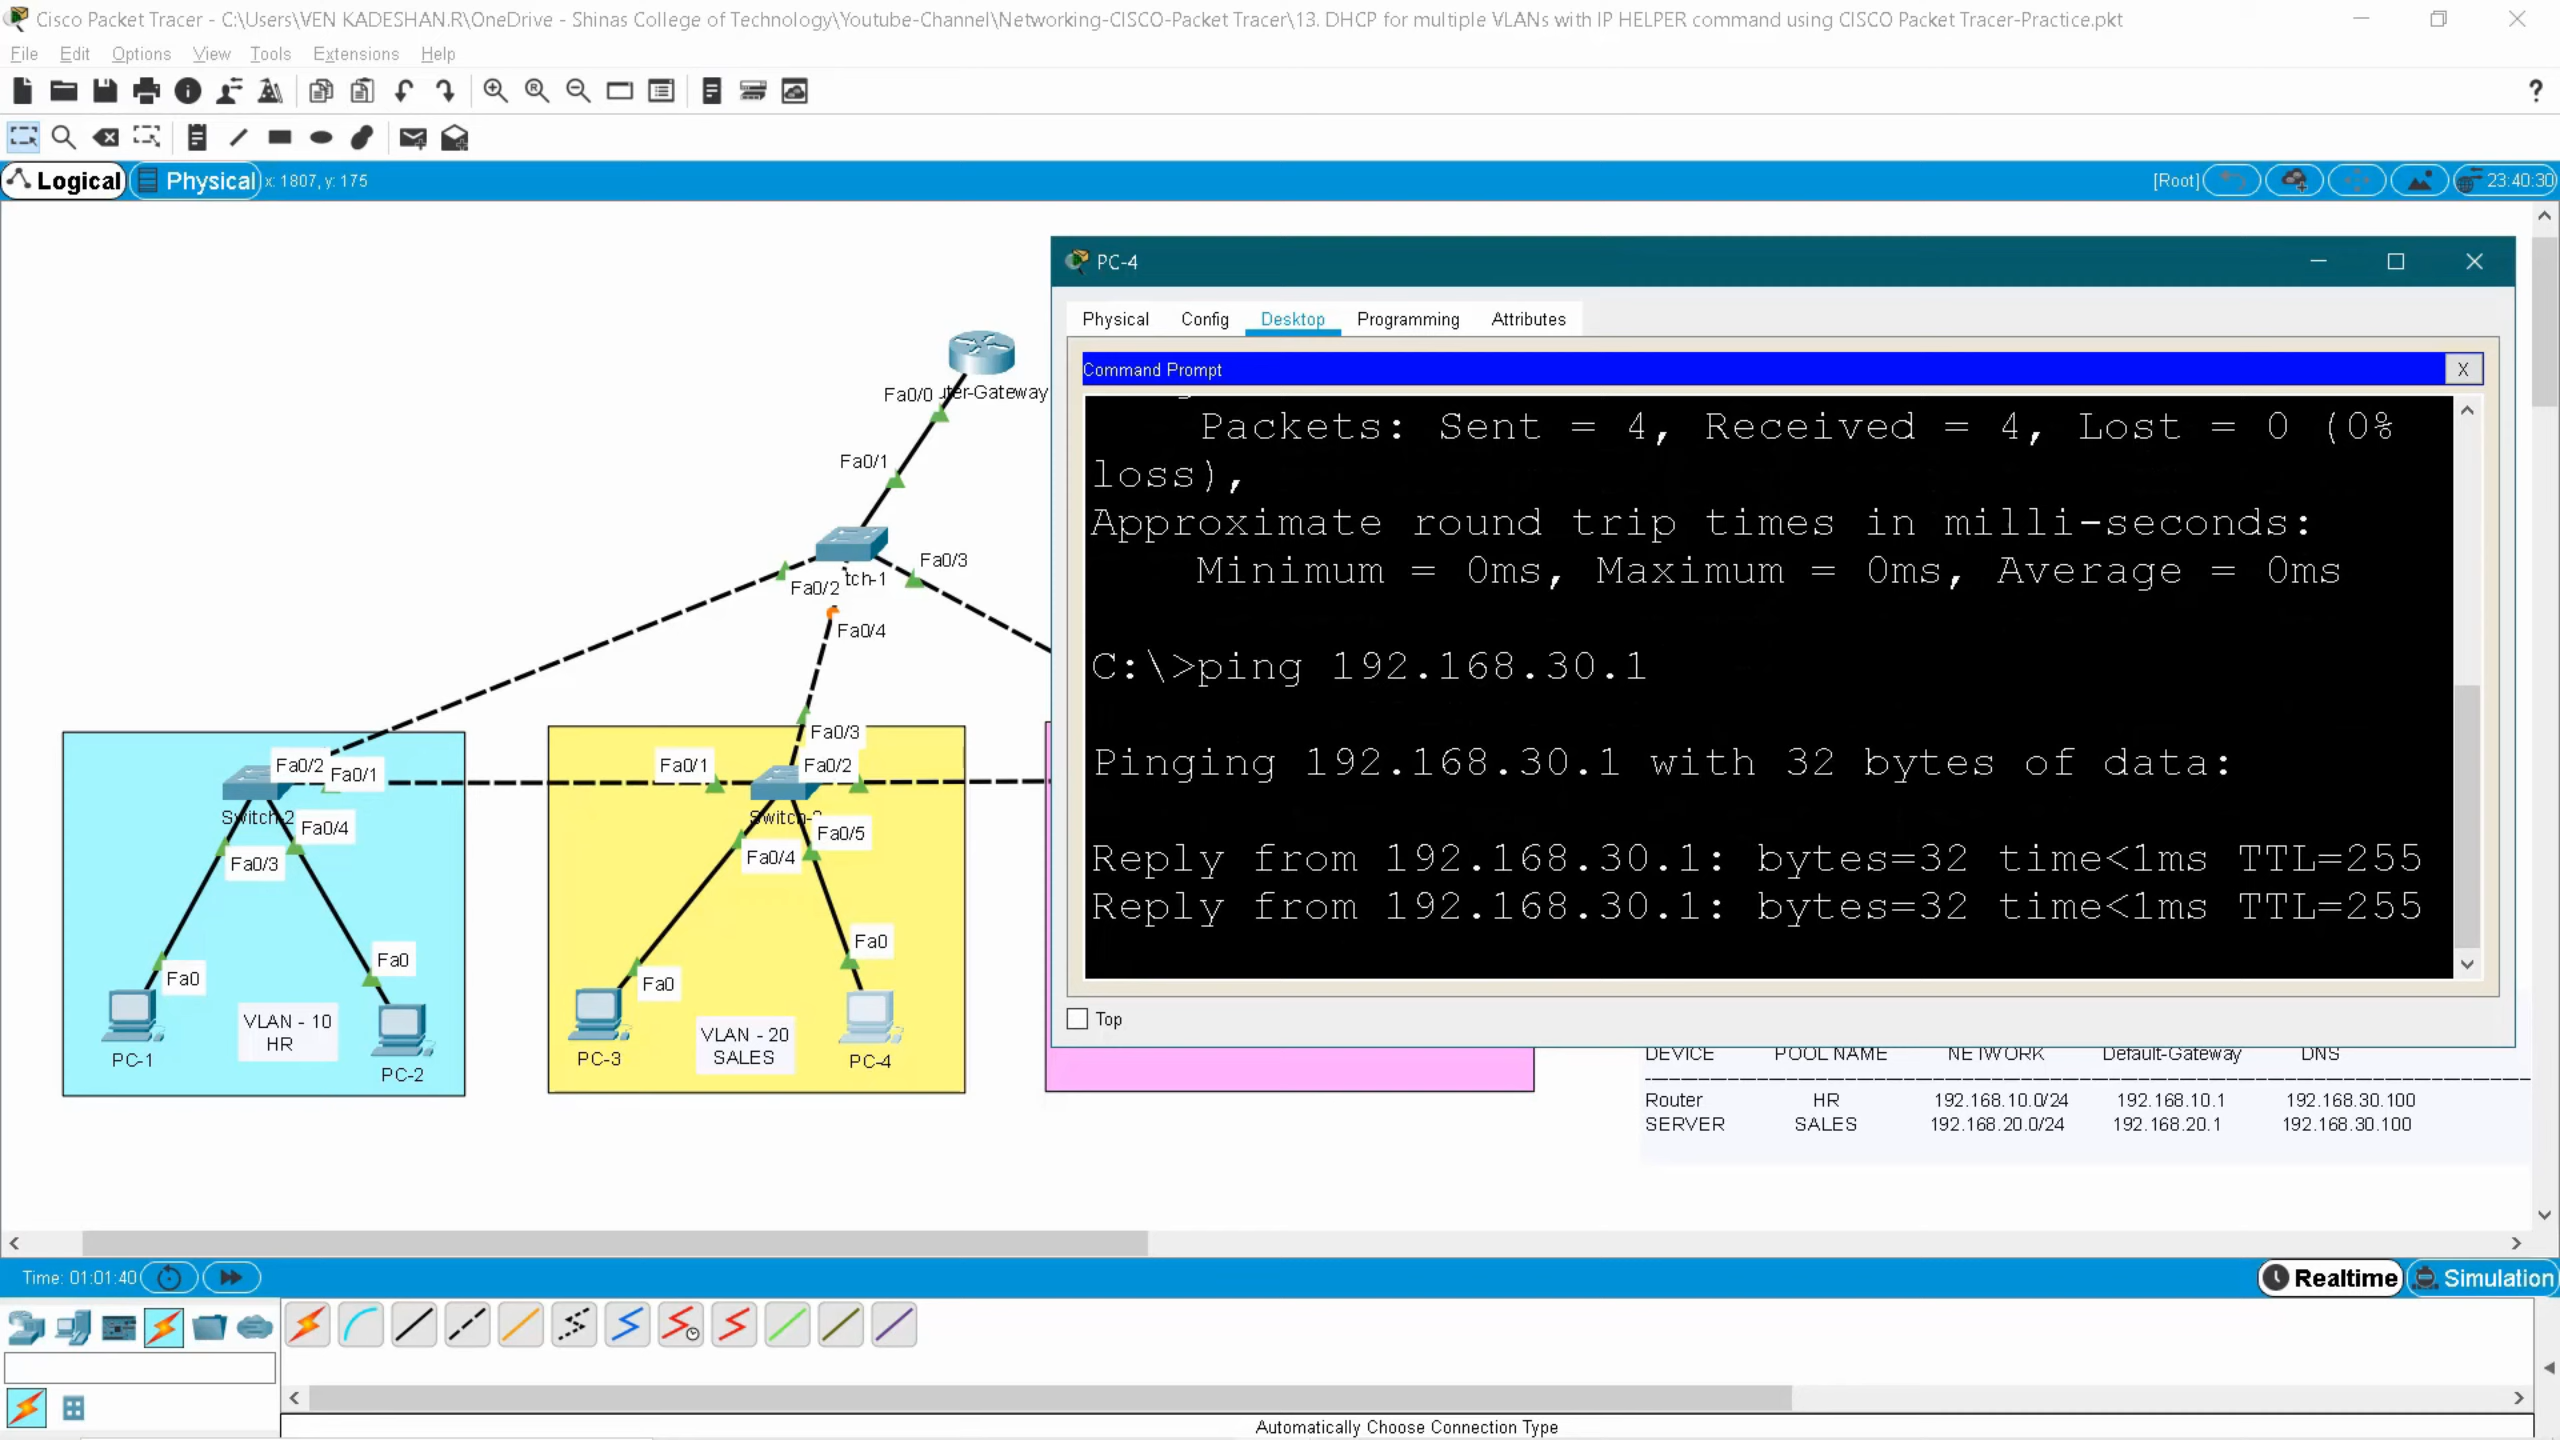 Cisco Packet Tracer - C:\Users\VEN KADESHAN.R\OneDrive - Shinas College of Technology\Youtube-Channel\Networking-CISCO-Packet Tracer\13. DHCP for multiple VLANs with IP HELPER command using CISCO Packet Tracer-Practice.pkt
File Edit Options View Tools Extensions Help
?
Logical Physical x: 1807, y: 175 [Root] 23:40:30
PC-4
Physical Config Desktop Programming Attributes
Command Prompt X
Packets: Sent = 4, Received = 4, Lost = 0 (0%
loss),
Approximate round trip times in milli-seconds:
Minimum = 0ms, Maximum = 0ms, Average = 0ms
C:\>ping 192.168.30.1
Pinging 192.168.30.1 with 32 bytes of data:
Reply from 192.168.30.1: bytes=32 time<1ms TTL=255
Reply from 192.168.30.1: bytes=32 time<1ms TTL=255
Top
Fa0/0 uter-Gateway
Fa0/1
Fa0/3
Fa0/2 tch-1
Fa0/4
Fa0/2 Fa0/1
Switch-2
Fa0/4
Fa0/3
Fa0
Fa0
VLAN - 10
HR
PC-1
PC-2
Fa0/3
Fa0/1
Fa0/2
Switch-
Fa0/5
Fa0/4
Fa0
Fa0
VLAN - 20
SALES
PC-3
PC-4
DEVICE POOL NAME NETWORK Default-Gateway DNS
Router HR 192.168.10.0/24 192.168.10.1 192.168.30.100
SERVER SALES 192.168.20.0/24 192.168.20.1 192.168.30.100
Time: 01:01:40 Realtime Simulation
Automatically Choose Connection Type